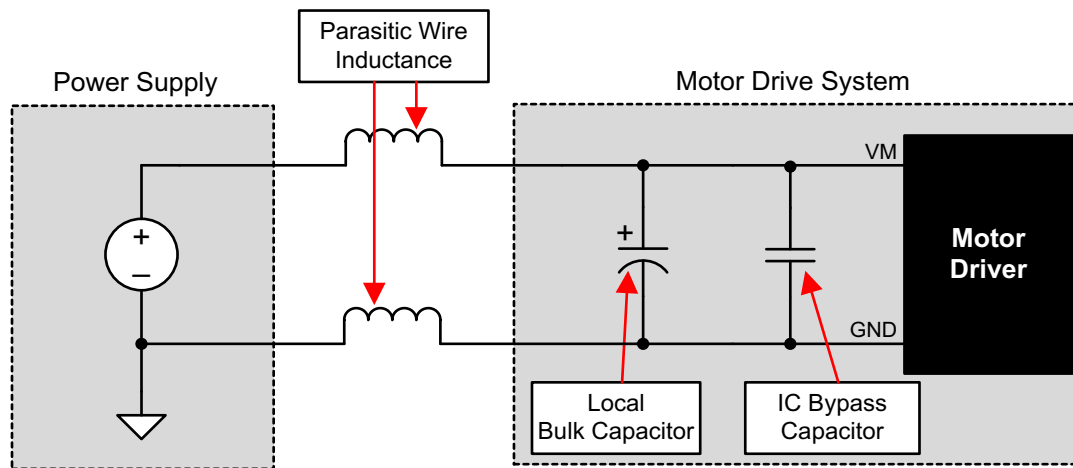 Parasitic Wire
Inductance
Power Supply
Motor Drive System
VM
+
+
–
Motor
Driver
GND
Local
Bulk Capacitor
IC Bypass
Capacitor